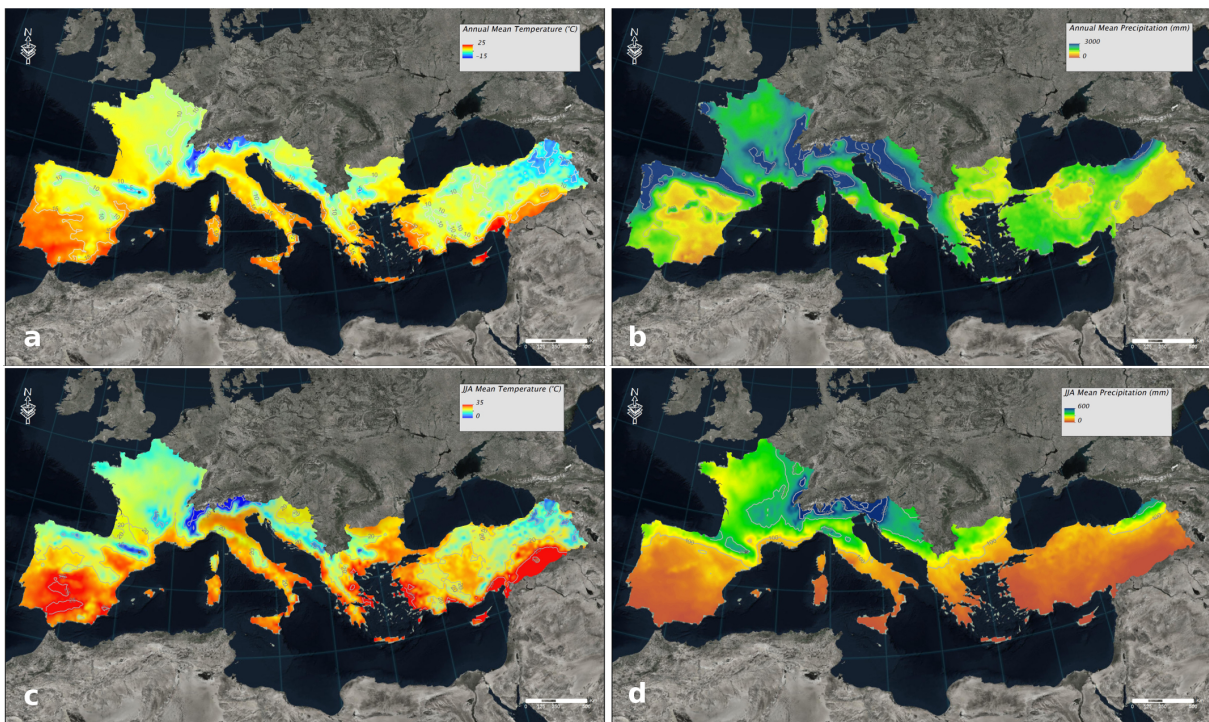 N
Annual Mean Temperature (°C)
25
-15
a
N
Annual Mean Precipitation (mm)
3000
0
b
N
JJA Mean Temperature (°C)
35
0
c
N
JJA Mean Precipitation (mm)
600
0
d